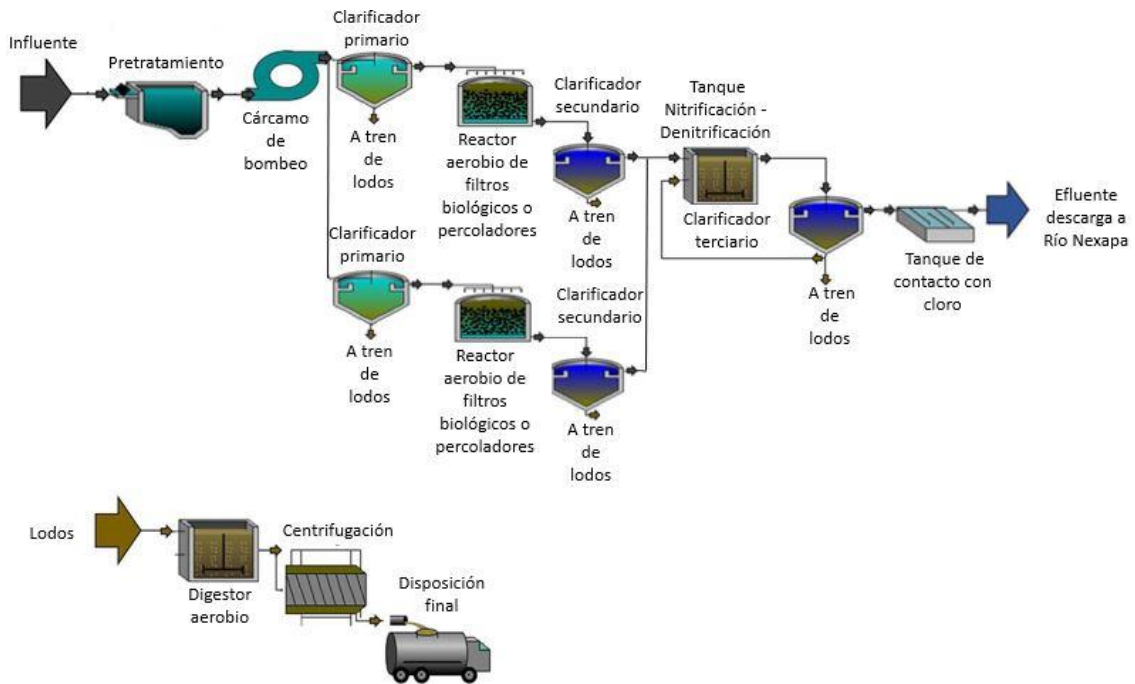 Influente
Pretratamiento
Cárcamo
de
bombeo
Clarificador
primario
A tren
de
lodos
Reactor
aerobio de
filtros
biológicos o
percoladores
Clarificador
secundario
A tren
de
lodos
Tanque
Nitrificación -
Denitrificación
Clarificador
terciario
A tren
de
lodos
Tanque de
contacto con
cloro
Efluente
descarga a
Río Nexapa
Clarificador
primario
A tren
de
lodos
Reactor
aerobio de
filtros
biológicos o
percoladores
Clarificador
secundario
A tren
de
lodos
Lodos
Digestor
aerobio
Centrifugación
Disposición
final